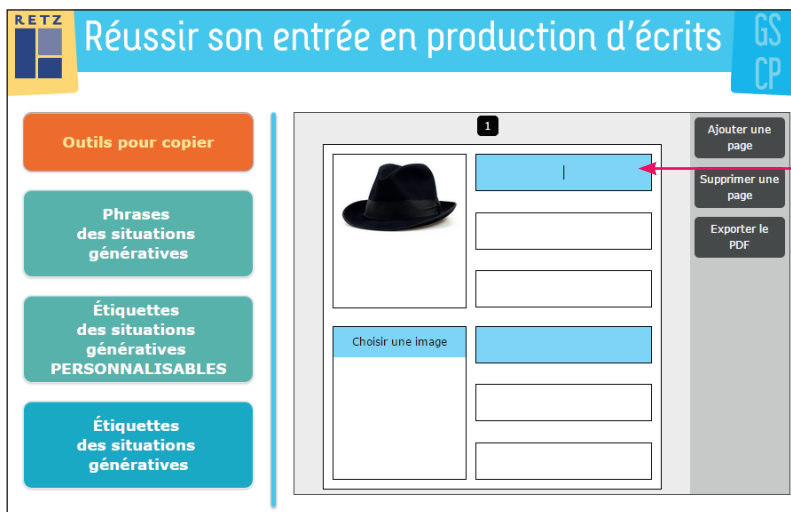 RETZ
Réussir son entrée en production d'écrits
GS
CP
Outils pour copier
Phrases
des situations
génératives
Étiquettes
des situations
génératives
PERSONNALISABLES
Étiquettes
des situations
génératives
1
Choisir une image
Ajouter une
page
Supprimer une
page
Exporter le
PDF